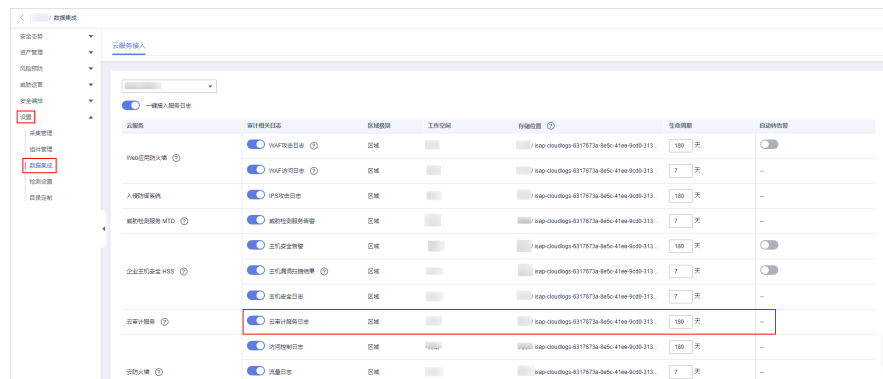 / 数据集成
安全态势
资产管理
风险预防
威胁运营
安全编排
设置
采集管理
组件管理
数据集成
检测设置
目录定制
云服务接入
一键接入服务日志
云服务 审计相关日志 区域级别 工作空间 存储位置 生命周期 自动转告警
Web应用防火墙
WAF攻击日志 区域 / isap-cloudlogs-6317673a-8e5c-41ee-9cd0-313... 180 天
WAF访问日志 区域 / isap-cloudlogs-6317673a-8e5c-41ee-9cd0-313... 7 天 --
入侵防御系统 IPS攻击日志 区域 / isap-cloudlogs-6317673a-8e5c-41ee-9cd0-313... 180 天 --
威胁检测服务 MTD 威胁检测服务告警 区域 / isap-cloudlogs-6317673a-8e5c-41ee-9cd0-313... 7 天 --
企业主机安全 HSS
主机安全告警 区域 / isap-cloudlogs-6317673a-8e5c-41ee-9cd0-313... 180 天
主机漏洞扫描结果 区域 isap-cloudlogs-6317673a-8e5c-41ee-9cd0-313... 7 天
主机安全日志 区域 / isap-cloudlogs-6317673a-8e5c-41ee-9cd0-313... 7 天 --
云审计服务 云审计服务日志 区域 / isap-cloudlogs-6317673a-8e5c-41ee-9cd0-313... 180 天 --
访问控制日志 区域 isap-cloudlogs-6317673a-8e5c-41ee-9cd0-313... 180 天 --
云防火墙 流量日志 区域 isap-cloudlogs-6317673a-8e5c-41ee-9cd0-313... 7 天 --